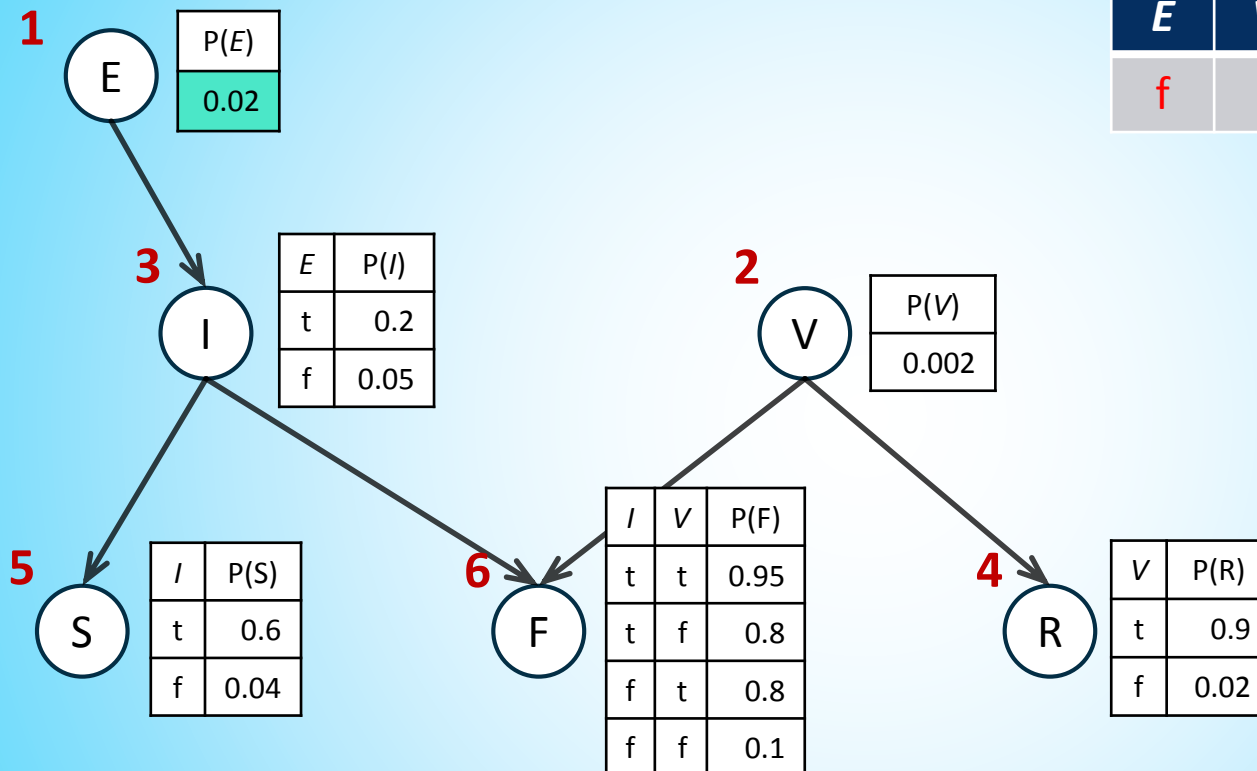 1
E
P(E)
0.02
E
f
3
I
E P(I)
t 0.2
f 0.05
2
V
P(V)
0.002
5
S
I P(S)
t 0.6
f 0.04
6
F
I V P(F)
t t 0.95
t f 0.8
f t 0.8
f f 0.1
4
R
V P(R)
t 0.9
f 0.02